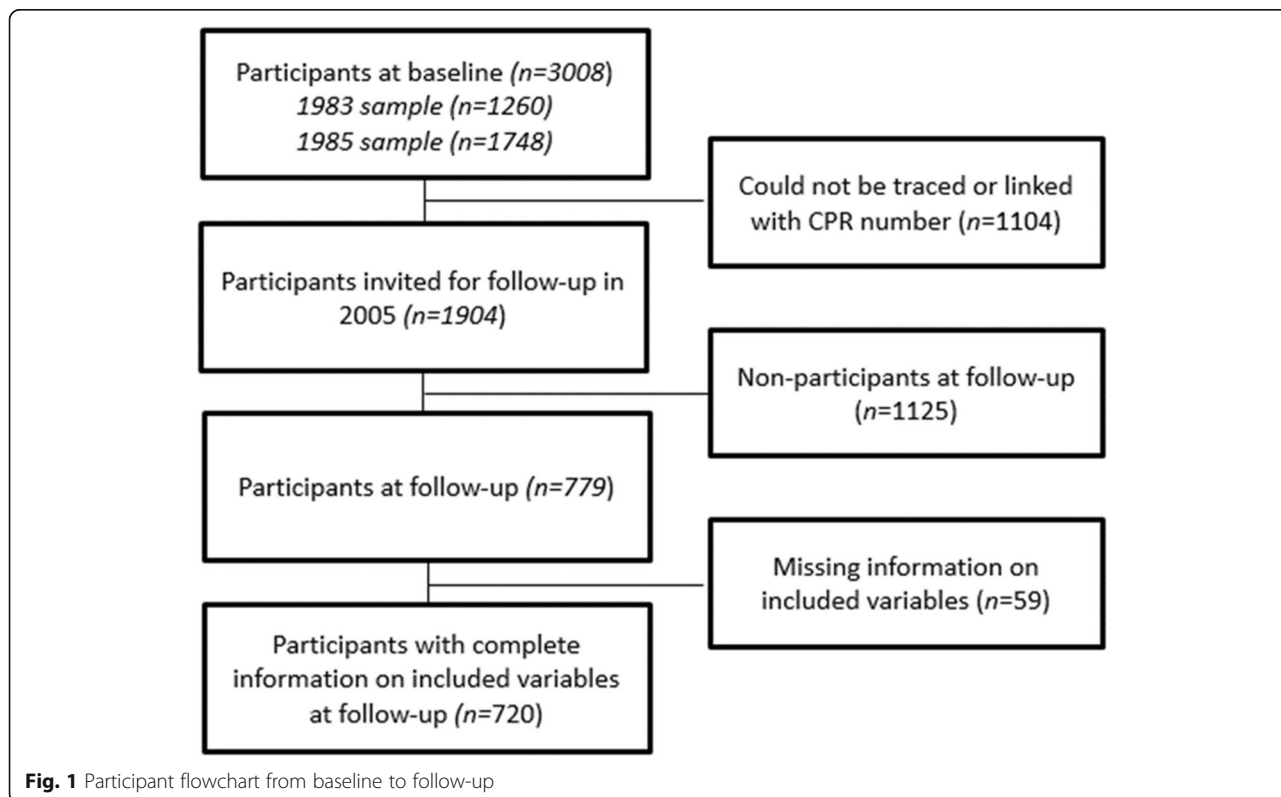 Participants at baseline (n=3008)
1983 sample (n=1260)
1985 sample (n=1748)
Could not be traced or linked
with CPR number (n=1104)
Participants invited for follow-up in
2005 (n=1904)
Non-participants at follow-up
(n=1125)
Participants at follow-up (n=779)
Missing information on
included variables (n=59)
Participants with complete
information on included variables
at follow-up (n=720)
Fig. 1 Participant flowchart from baseline to follow-up